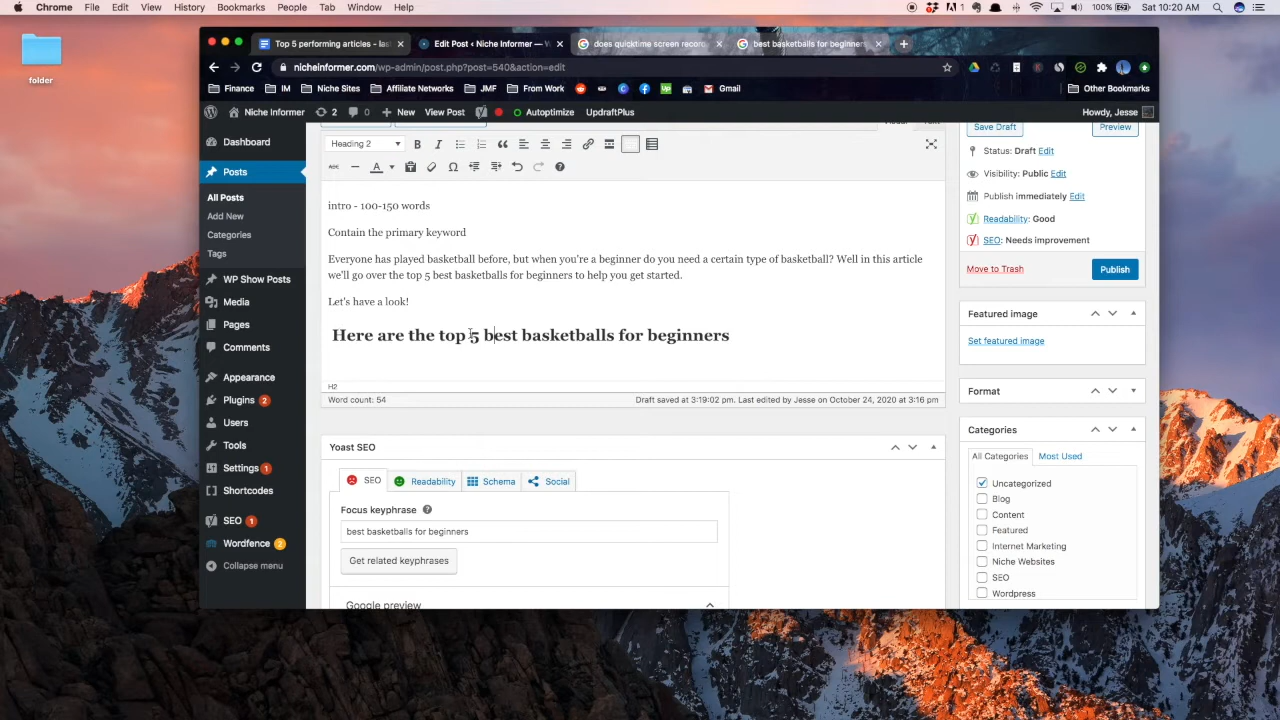 Chrome File Edit View History Bookmarks People Tab Window Help 1 100% Sat 10:20 AM
folder
Top 5 performing articles - las Edit Post ‹ Niche Informer — W does quicktime screen record best basketballs for beginners
nicheinformer.com/wp-admin/post.php?post=540&action=edit
Finance IM Niche Sites Affiliate Networks JMF From Work Gmail Other Bookmarks
Niche Informer 2 0 New View Post Autoptimize UpdraftPlus Howdy, Jesse
Dashboard
Posts
All Posts
Add New
Categories
Tags
WP Show Posts
Media
Pages
Comments
Appearance
Plugins 2
Users
Tools
Settings 1
Shortcodes
SEO 1
Wordfence 2
Collapse menu
Heading 2
intro - 100-150 words
Contain the primary keyword
Everyone has played basketball before, but when you're a beginner do you need a certain type of basketball? Well in this article
we'll go over the top 5 best basketballs for beginners to help you get started.
Let's have a look!
Here are the top 5 best basketballs for beginners
H2
Word count: 54 Draft saved at 3:19:02 pm. Last edited by Jesse on October 24, 2020 at 3:16 pm
Yoast SEO
SEO Readability Schema Social
Focus keyphrase
best basketballs for beginners
Get related keyphrases
Google preview
Save Draft Preview
Status: Draft Edit
Visibility: Public Edit
Publish immediately Edit
Readability: Good
SEO: Needs improvement
Move to Trash Publish
Featured image
Set featured image
Format
Categories
All Categories Most Used
Uncategorized
Blog
Content
Featured
Internet Marketing
Niche Websites
SEO
Wordpress